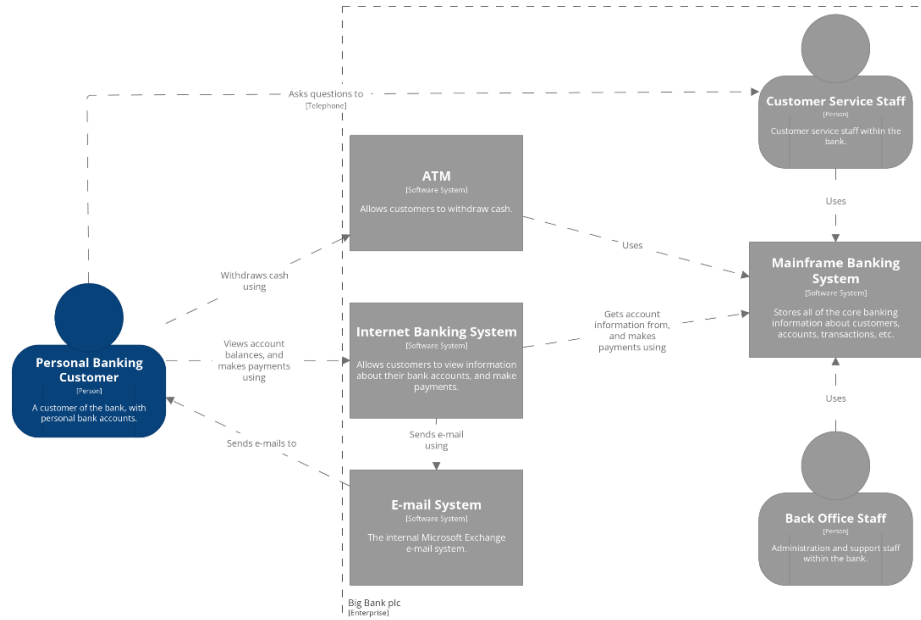 Asks questions to
[Telephone]
Customer Service Staff
[Person]
Customer service staff within the
bank.
ATM
[Software System]
Allows customers to withdraw cash.
Uses
Uses
Withdraws cash
using
Mainframe Banking
System
[Software System]
Stores all of the core banking
information about customers,
accounts, transactions, etc.
Personal Banking
Customer
[Person]
A customer of the bank, with
personal bank accounts.
Views account
balances, and
makes payments
using
Internet Banking System
[Software System]
Allows customers to view information
about their bank accounts, and make
payments.
Gets account
information from,
and makes
payments using
Uses
Sends e-mails to
Sends e-mail
using
E-mail System
[Software System]
The internal Microsoft Exchange
e-mail system.
Back Office Staff
[Person]
Administration and support staff
within the bank.
Big Bank plc
[Enterprise]